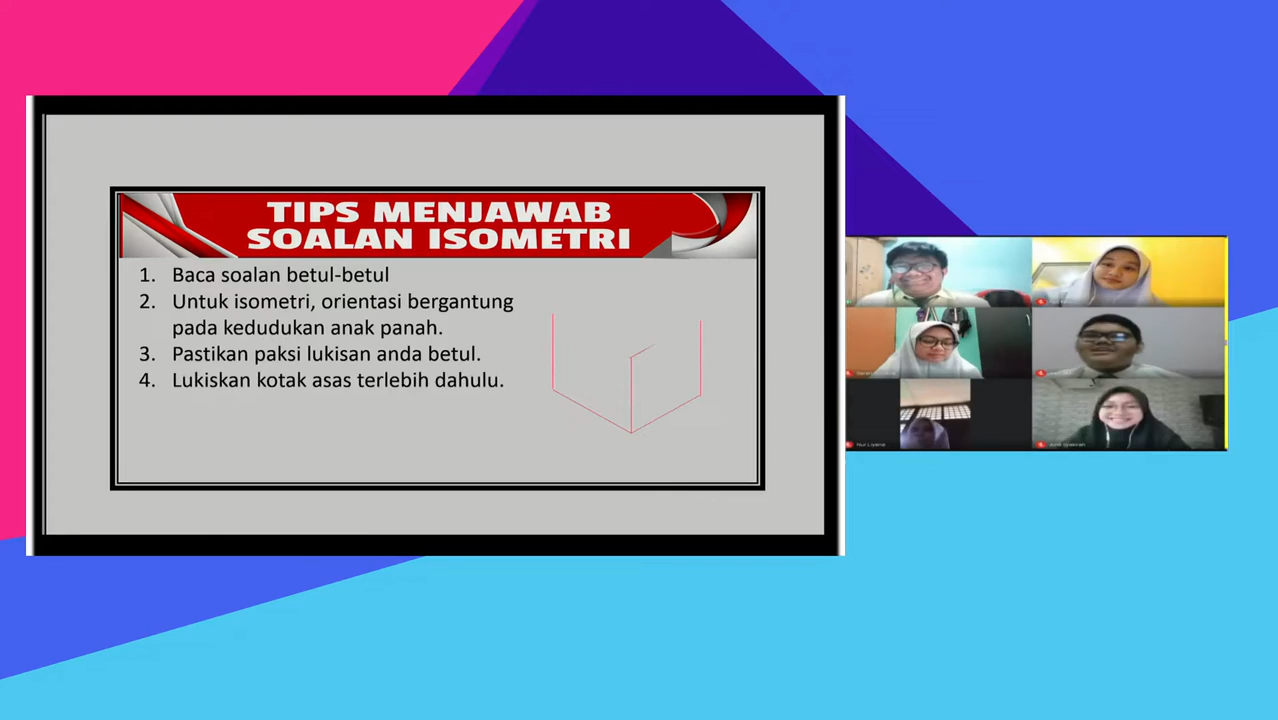 TIPS MENJAWAB
SOALAN ISOMETRI
1. Baca soalan betul-betul
2. Untuk isometri, orientasi bergantung
pada kedudukan anak panah.
3. Pastikan paksi lukisan anda betul.
4. Lukiskan kotak asas terlebih dahulu.